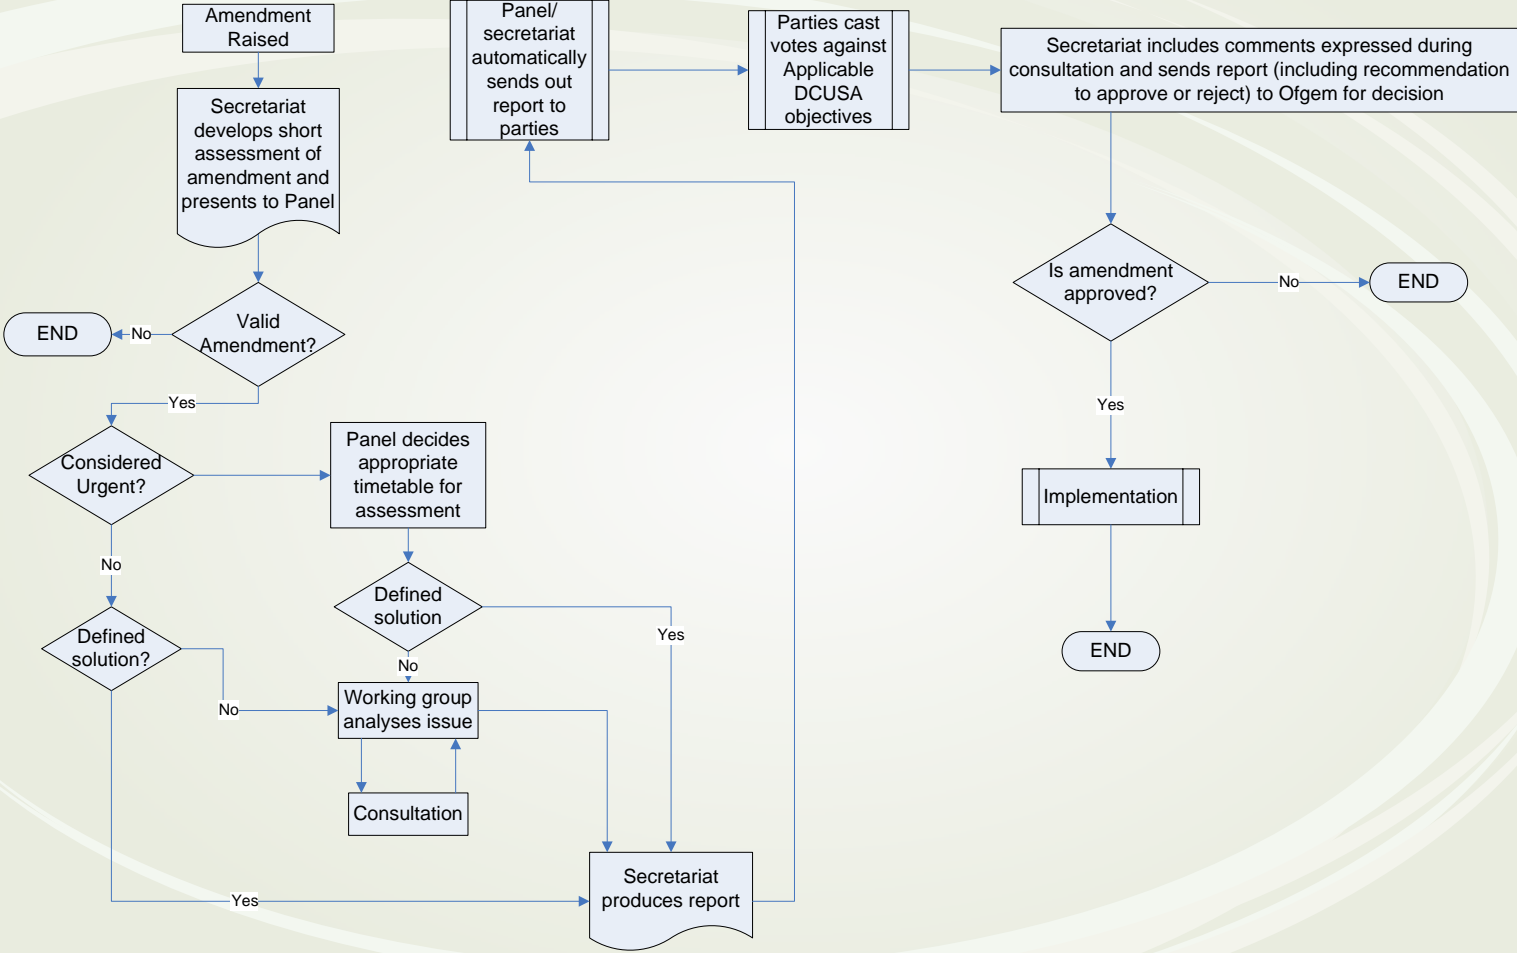 Amendment
Raised
Secretariat
develops short
assessment of
amendment and
presents to Panel
Valid
Amendment?
No
END
Yes
Considered
Urgent?
Panel decides
appropriate
timetable for
assessment
No
Defined
solution?
Defined
solution
Yes
No
No
Working group
analyses issue
Consultation
Yes
Secretariat
produces report
Panel/
secretariat
automatically
sends out
report to
parties
Parties cast
votes against
Applicable
DCUSA
objectives
Secretariat includes comments expressed during
consultation and sends report (including recommendation
to approve or reject) to Ofgem for decision
Is amendment
approved?
No
END
Yes
Implementation
END